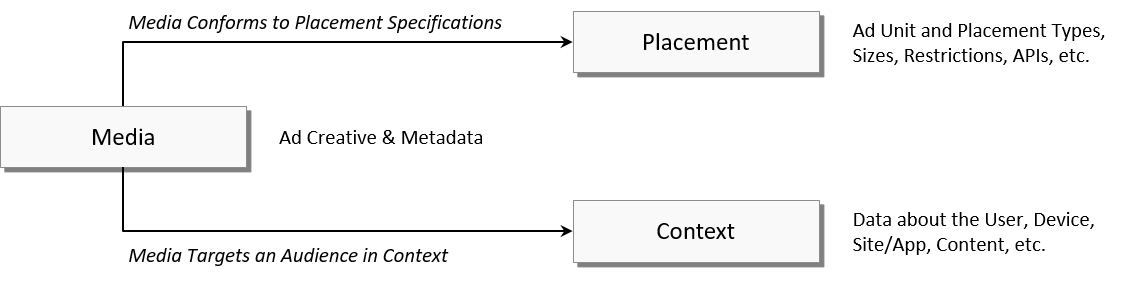 Media Conforms to Placement Specifications
Placement
Ad Unit and Placement Types,
Sizes, Restrictions, APIs, etc.
Media
Ad Creative & Metadata
Context
Data about the User, Device,
Site/App, Content, etc.
Media Targets an Audience in Context